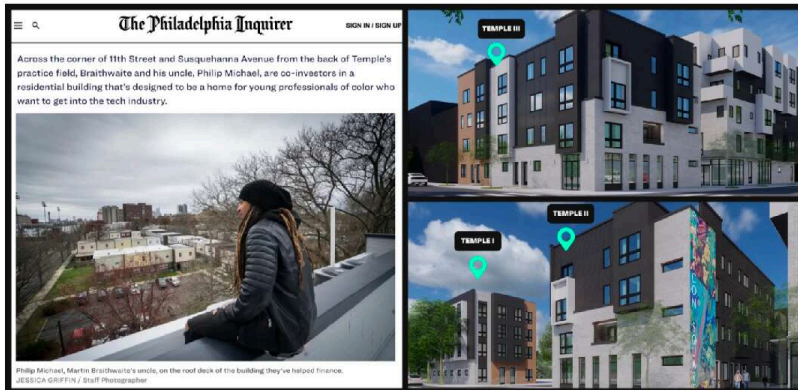 The Philadelphia Inquirer
SIGN IN / SIGN UP
Across the corner of 11th Street and Susquehanna Avenue from the back of Temple's
practice field, Braithwaite and his uncle, Philip Michael, are co-investors in a
residential building that's designed to be a home for young professionals of color who
want to get into the tech industry.
Philip Michael, Martin Braithwaite's uncle, on the roof deck of the building they've helped finance.
JESSICA GRIFFIN / Staff Photographer
TEMPLE III
TEMPLE I
TEMPLE II